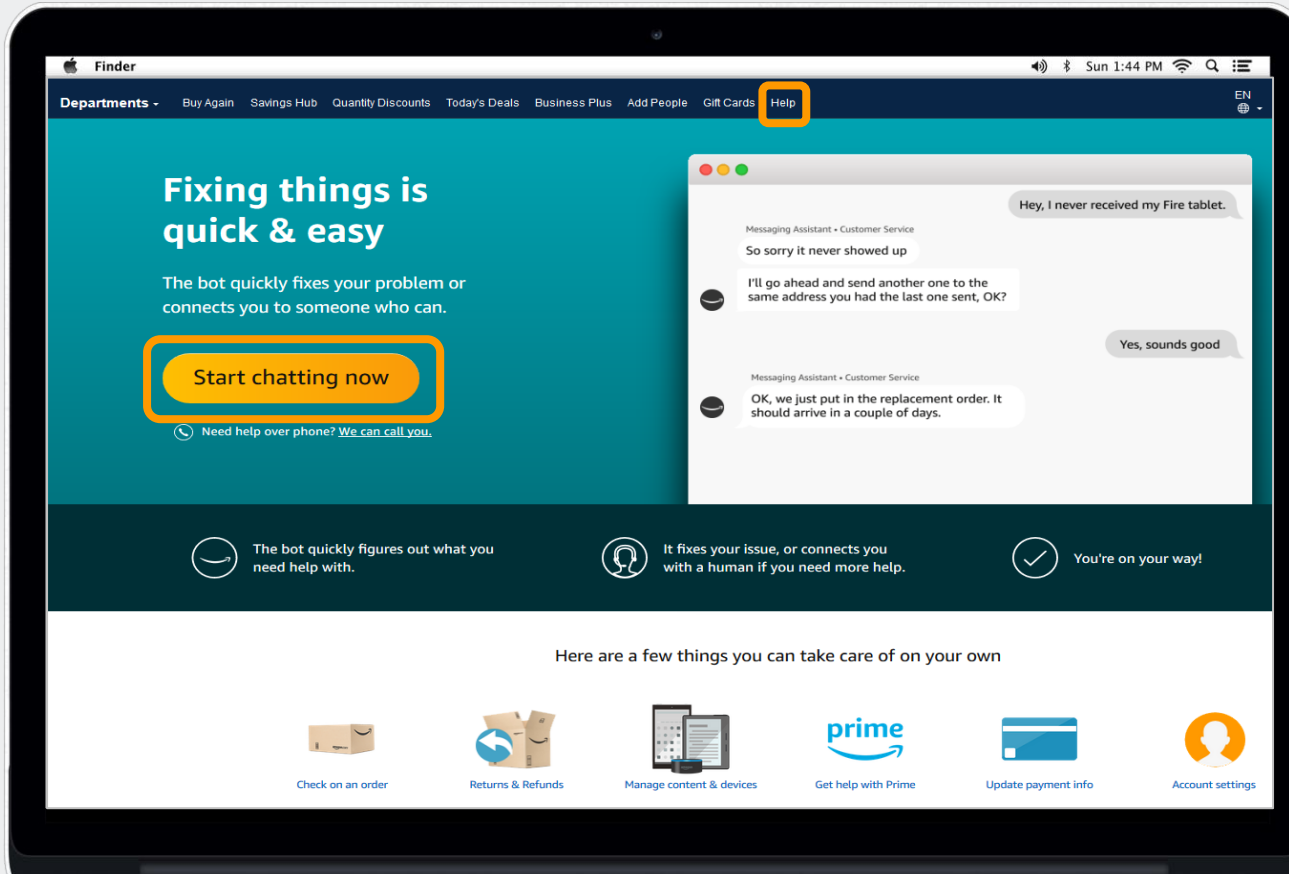 Finder
Sun 1:44 PM
Departments
Buy Again
Savings Hub
Quantity Discounts
Today's Deals
Business Plus
Add People
Gift Cards
Help
EN
Fixing things is
quick & easy
The bot quickly fixes your problem or
connects you to someone who can.
Start chatting now
Need help over phone? We can call you.
Hey, I never received my Fire tablet.
Messaging Assistant • Customer Service
So sorry it never showed up
I'll go ahead and send another one to the
same address you had the last one sent, OK?
Yes, sounds good
Messaging Assistant • Customer Service
OK, we just put in the replacement order. It
should arrive in a couple of days.
The bot quickly figures out what you
need help with.
It fixes your issue, or connects you
with a human if you need more help.
You're on your way!
Here are a few things you can take care of on your own
prime
Check on an order
Returns & Refunds
Manage content & devices
Get help with Prime
Update payment info
Account settings